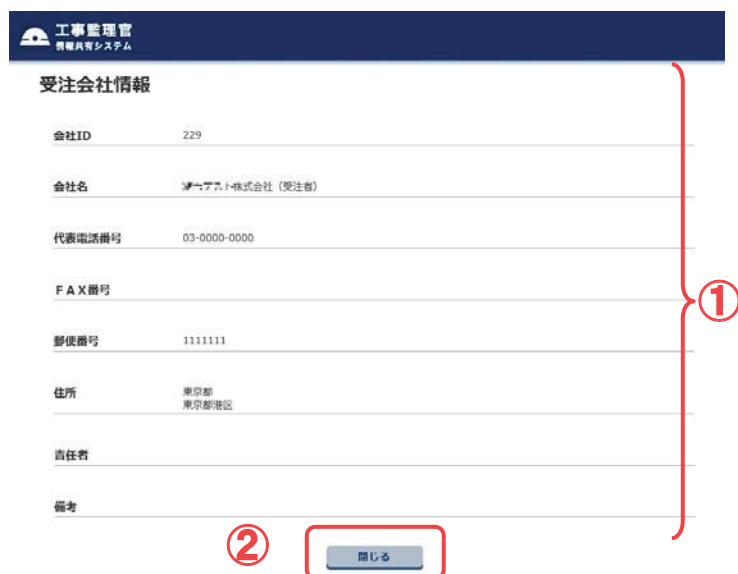 工事監理官
情報共有システム
受注会社情報
会社ID 229
会社名 株式会社（受注者）
代表電話番号 03-0000-0000
ＦＡＸ番号
郵便番号 1111111
住所 東京都
東京都港区
責任者
備考
①
② 閉じる